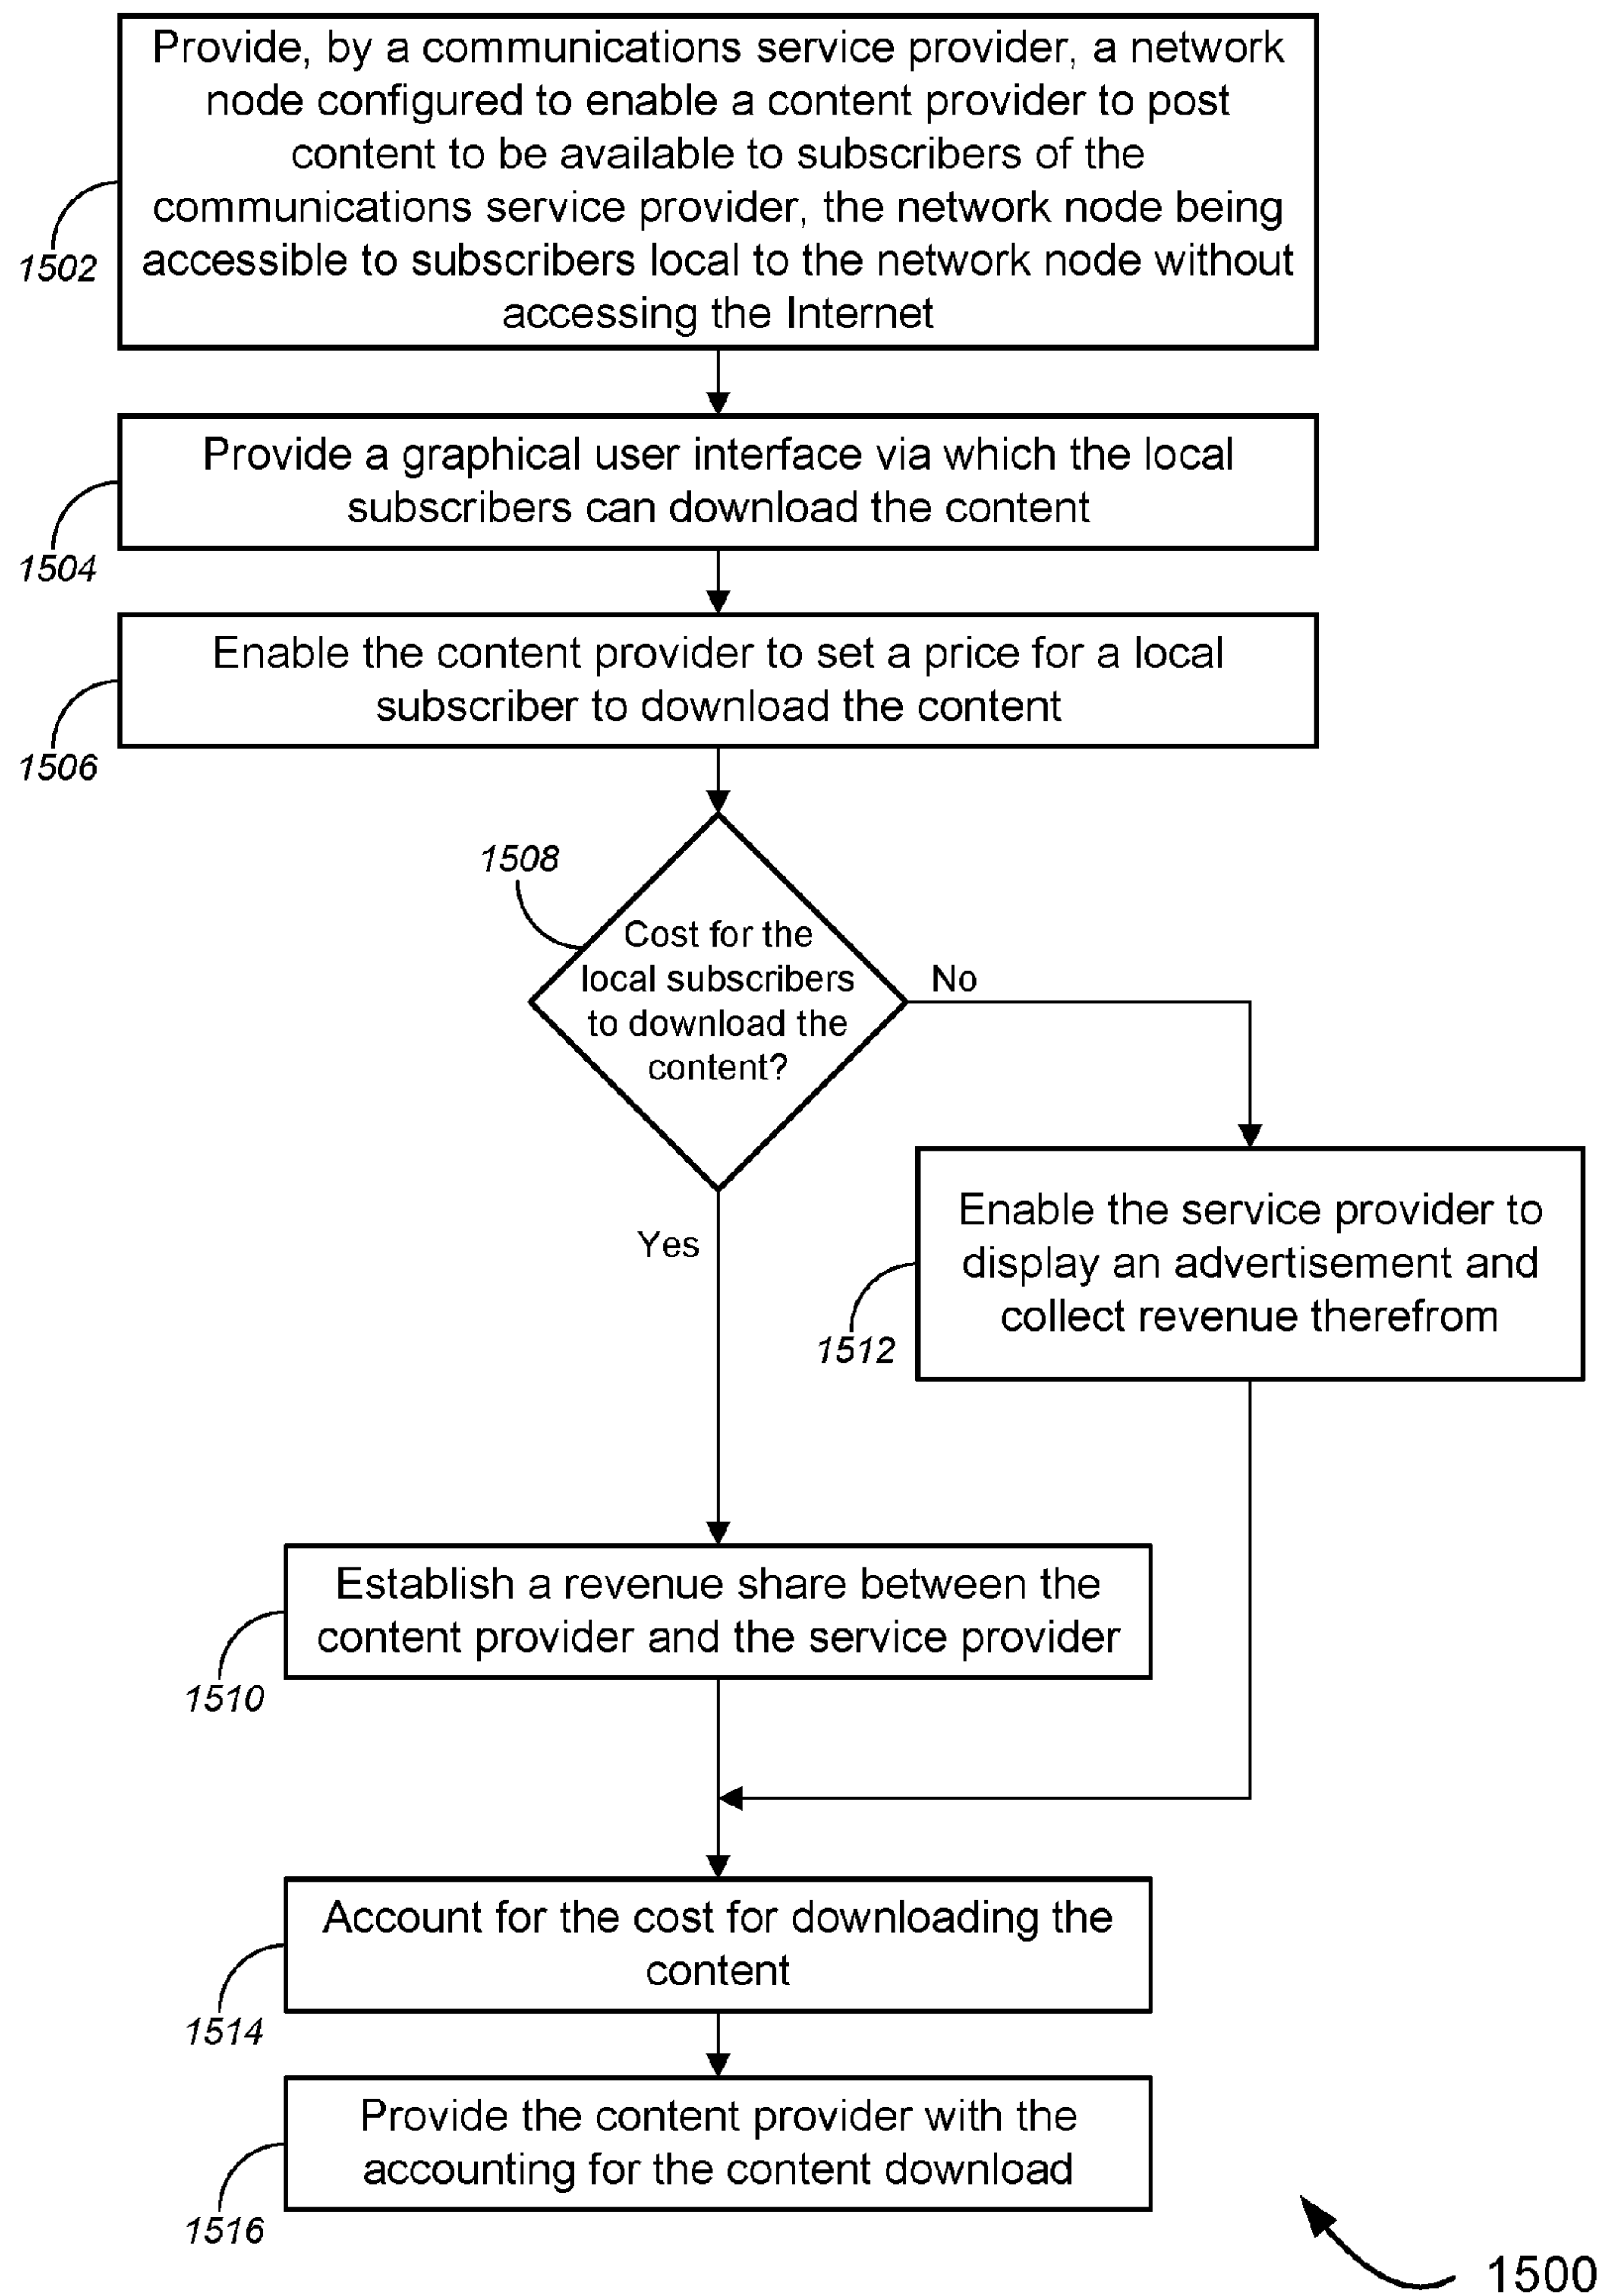 Provide, by a communications service provider, a network
node configured to enable a content provider to post
content to be available to subscribers of the
communications service provider, the network node being
accessible to subscribers local to the network node without
accessing the Internet
1502
Provide a graphical user interface via which the local
subscribers can download the content
1504
Enable the content provider to set a price for a local
subscriber to download the content
1506
1508
Cost for the
local subscribers
to download the
content?
No
Yes
Enable the service provider to
display an advertisement and
collect revenue therefrom
1512
Establish a revenue share between the
content provider and the service provider
1510
Account for the cost for downloading the
content
1514
Provide the content provider with the
accounting for the content download
1516
1500